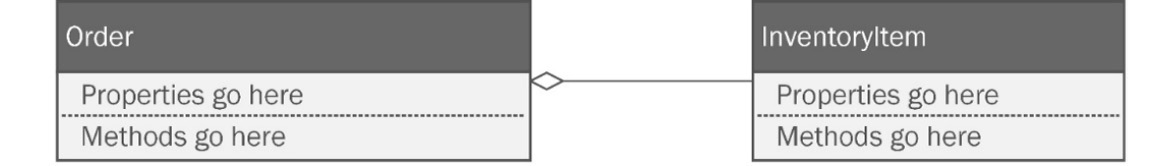 Order
Properties go here
Methods go here
InventoryItem
Properties go here
Methods go here